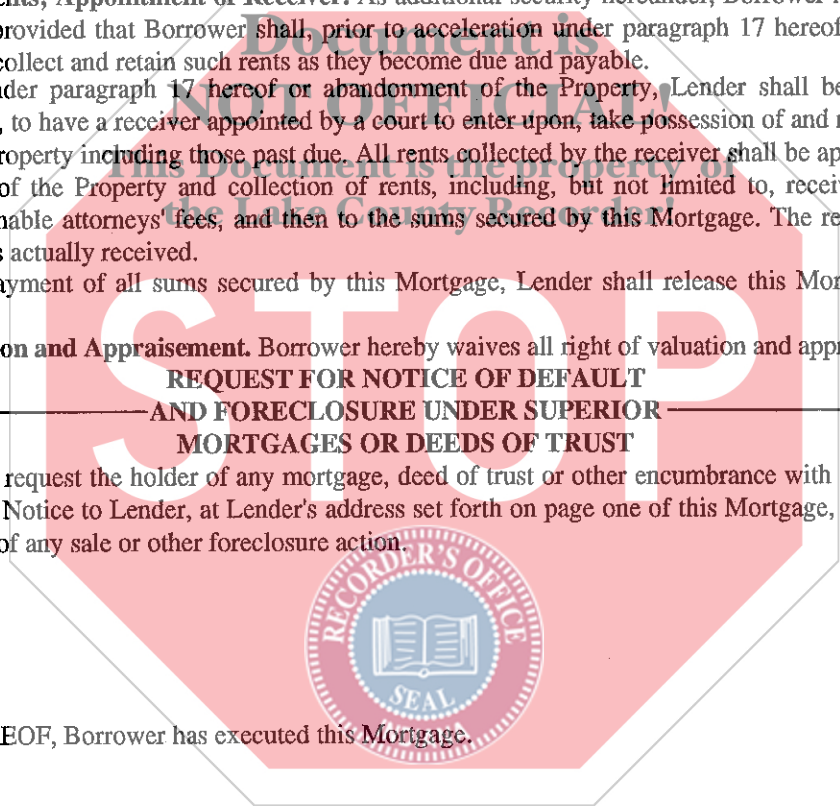 nts, Appointment of Receiver. As additional security hereunder, Borrower
Document is
rovided that Borrower shall, prior to acceleration under paragraph 17 hereof
ollect and retain such rents as they become due and payable.
der paragraph 17 hereof or abandonment of the Property, Lender shall be
NOT OFFICIAL!
, to have a receiver appointed by a court to enter upon, take possession of and
roperty including those past due. All rents collected by the receiver shall be ap
This Document is the property of
of the Property and collection of rents, including, but not limited to, recei
the Lake County Recorder!
nable attorneys' fees, and then to the sums secured by this Mortgage. The re
s actually received.
ayment of all sums secured by this Mortgage, Lender shall release this Mor
STOP
on and Appraisement. Borrower hereby waives all right of valuation and appr
REQUEST FOR NOTICE OF DEFAULT
AND FORECLOSURE UNDER SUPERIOR
MORTGAGES OR DEEDS OF TRUST
request the holder of any mortgage, deed of trust or other encumbrance with
Notice to Lender, at Lender's address set forth on page one of this Mortgage,
of any sale or other foreclosure action.
RECORDER'S OFFICE
SEAL
EOF, Borrower has executed this Mortgage.